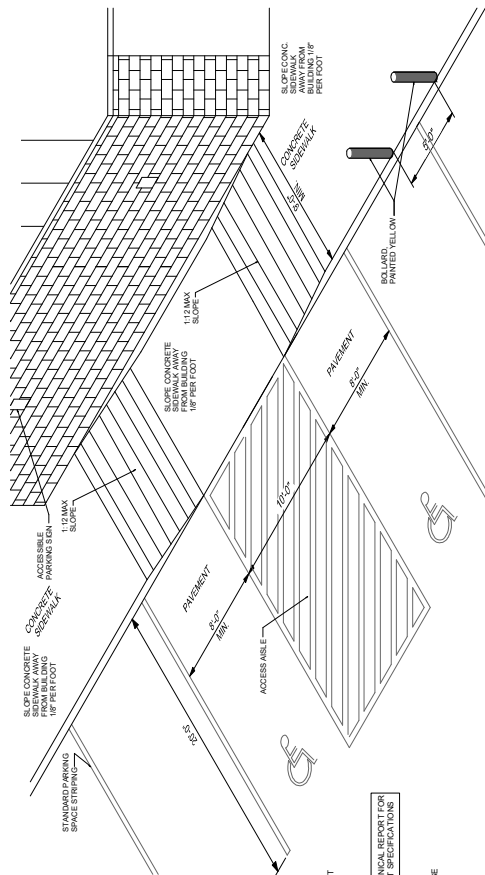 SLOPE CONC.
SIDEWALK
AWAY FROM
BUILDING 1/8"
PER FOOT
CONCRETE
SIDEWALK
MIN.
5'-0"
BOLLARD,
PAINTED YELLOW
1:12 MAX
SLOPE
SLOPE CONCRETE
SIDEWALK AWAY
FROM BUILDING
1/8" PER FOOT
PAVEMENT
8'-0"
MIN.
ACCESSIBLE
PARKING SIGN
1:12 MAX
SLOPE
10'-0"
CONCRETE
SIDEWALK
SLOPE CONCRETE
SIDEWALK AWAY
FROM BUILDING
1/8" PER FOOT
PAVEMENT
8'-0"
MIN.
ACCESS AISLE
STANDARD PARKING
SPACE STRIPING
NICAL REPORT FOR
T SPECIFICATIONS